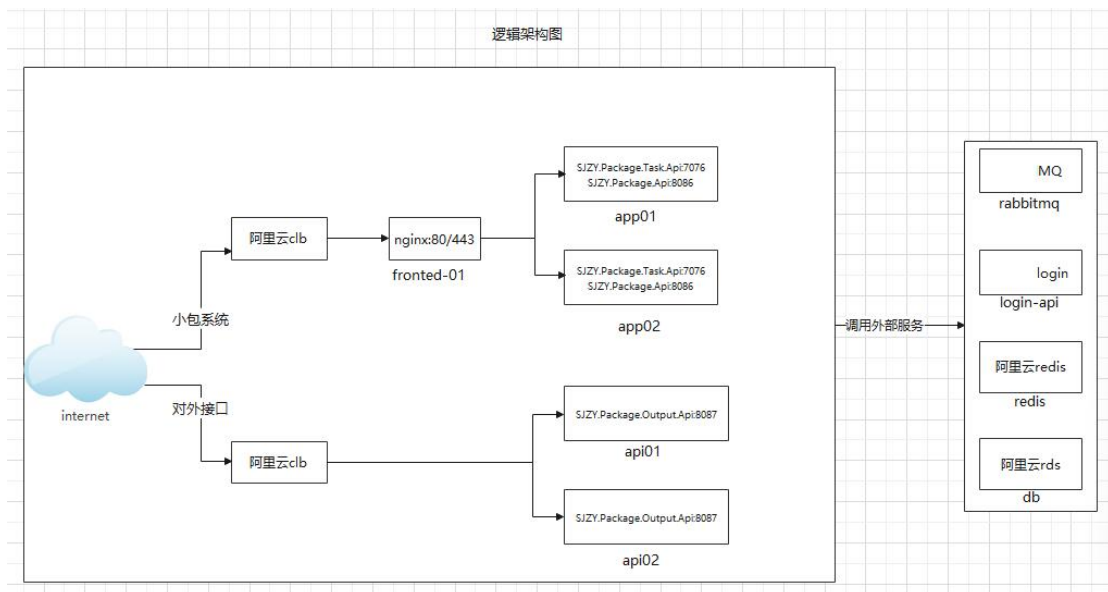 逻辑架构图
SJZY.Package.Task.Api:7076
SJZY.Package.Api:8086
app01
阿里云clb
nginx:80/443
fronted-01
SJZY.Package.Task.Api:7076
SJZY.Package.Api:8086
app02
小包系统
internet
对外接口
阿里云clb
SJZY.Package.Output.Api:8087
api01
SJZY.Package.Output.Api:8087
api02
调用外部服务
MQ
rabbitmq
login
login-api
阿里云redis
redis
阿里云rds
db